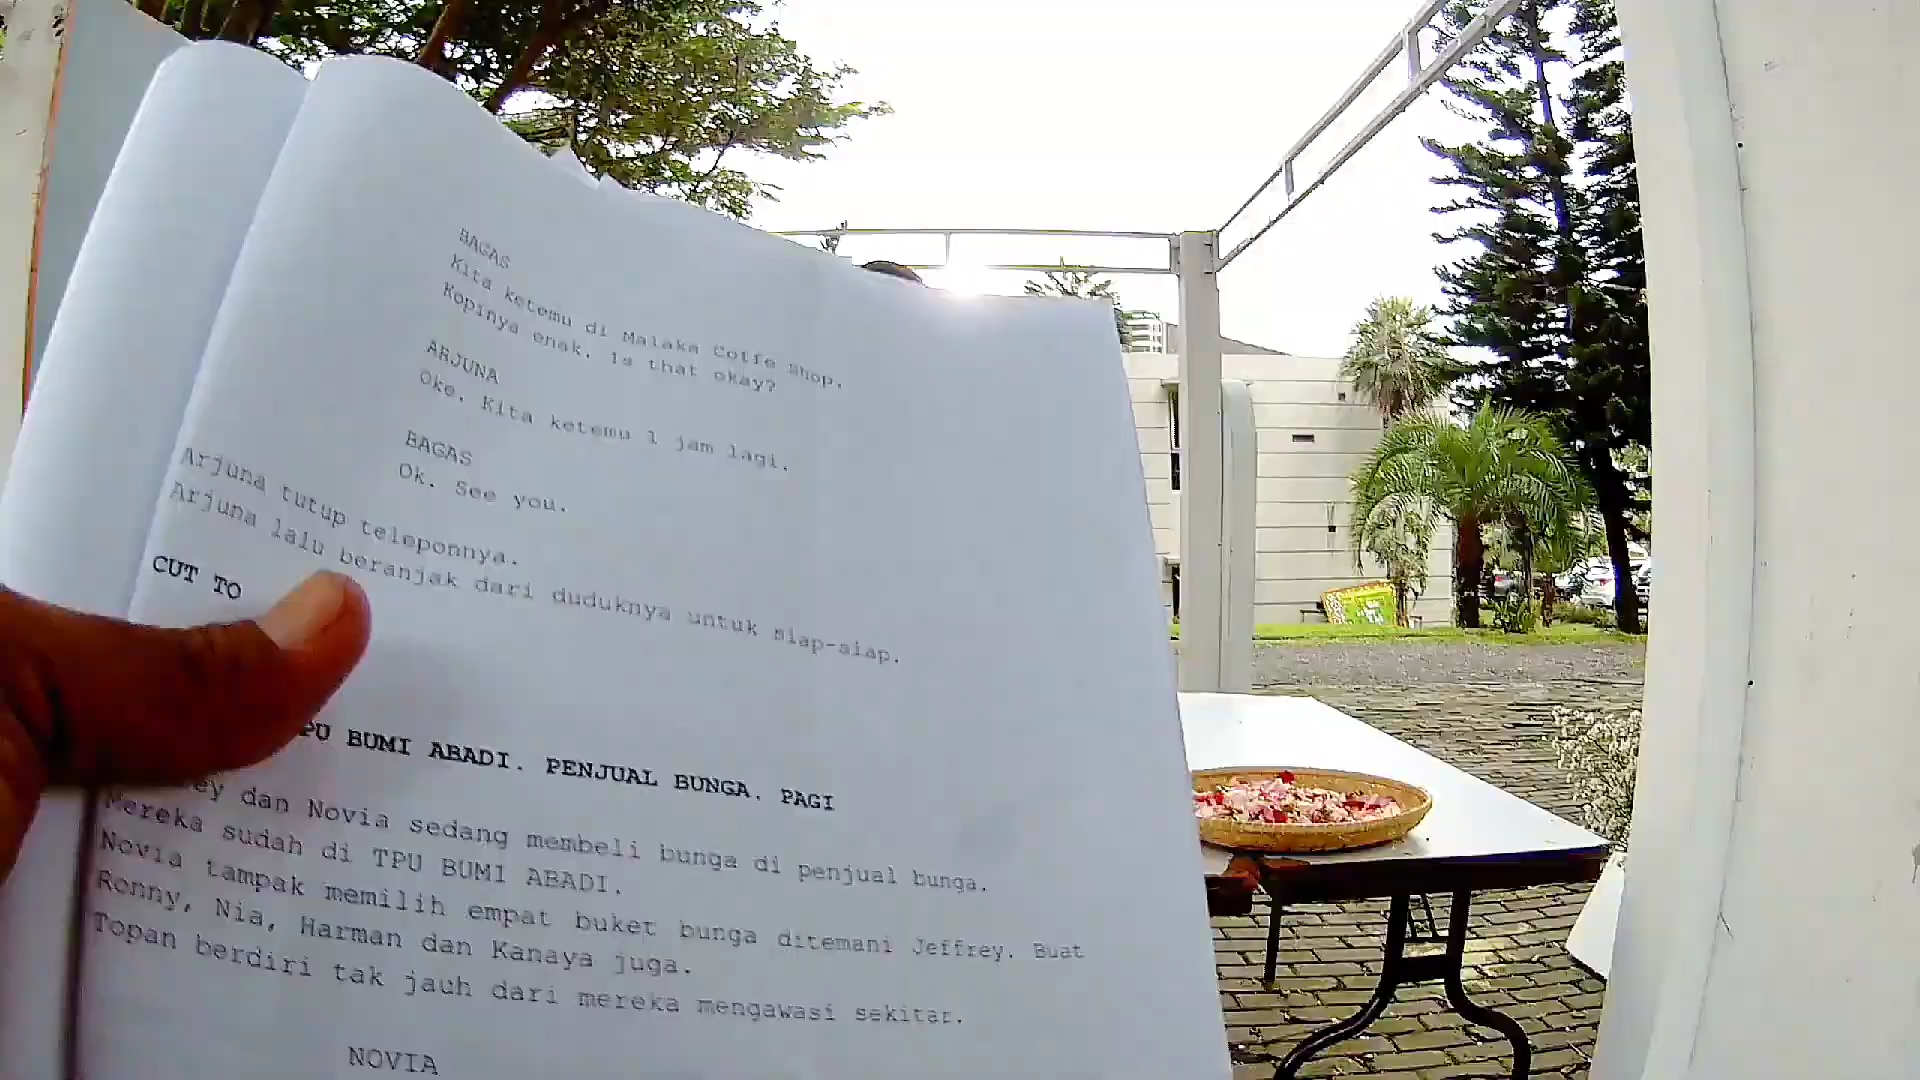 BAGAS
Kita ketemu di Malaka Coffe Shop.
Kopinya enak. Is that okay?
ARJUNA
Oke. Kita ketemu 1 jam lagi.
BAGAS
Ok. See you.
Arjuna tutup teleponnya.
Arjuna lalu beranjak dari duduknya untuk siap-siap.
CUT TO
PU BUMI ABADI. PENJUAL BUNGA. PAGI
ey dan Novia sedang membeli bunga di penjual bunga.
Mereka sudah di TPU BUMI ABADI.
Novia tampak memilih empat buket bunga ditemani Jeffrey. Buat
Ronny, Nia, Harman dan Kanaya juga.
Topan berdiri tak jauh dari mereka mengawasi sekitar.
NOVIA